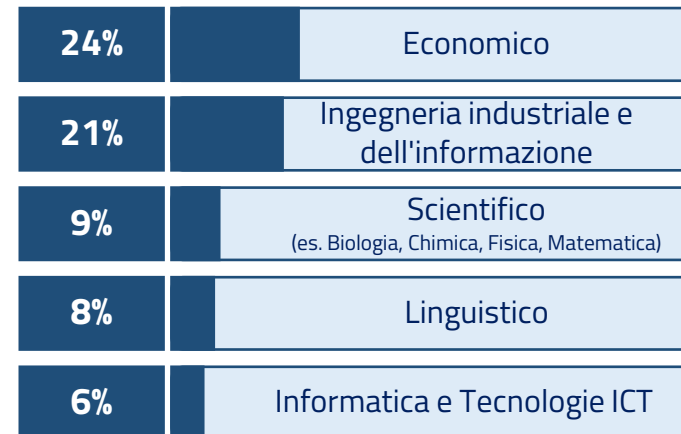 24%
Economico
21%
Ingegneria industriale e
dell'informazione
9%
Scientifico
(es. Biologia, Chimica, Fisica, Matematica)
8%
Linguistico
6%
Informatica e Tecnologie ICT